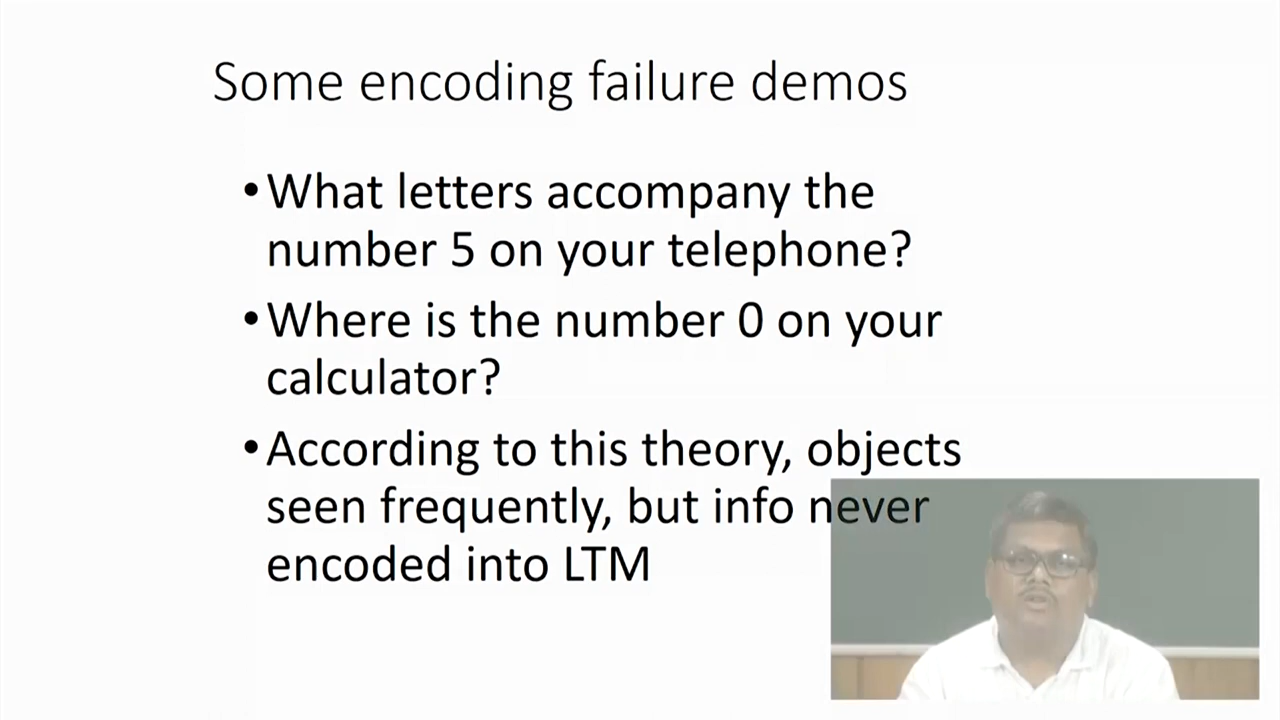 Some encoding failure demos
•What letters accompany the
number 5 on your telephone?
•Where is the number 0 on your
calculator?
•According to this theory, objects
seen frequently, but info never
encoded into LTM